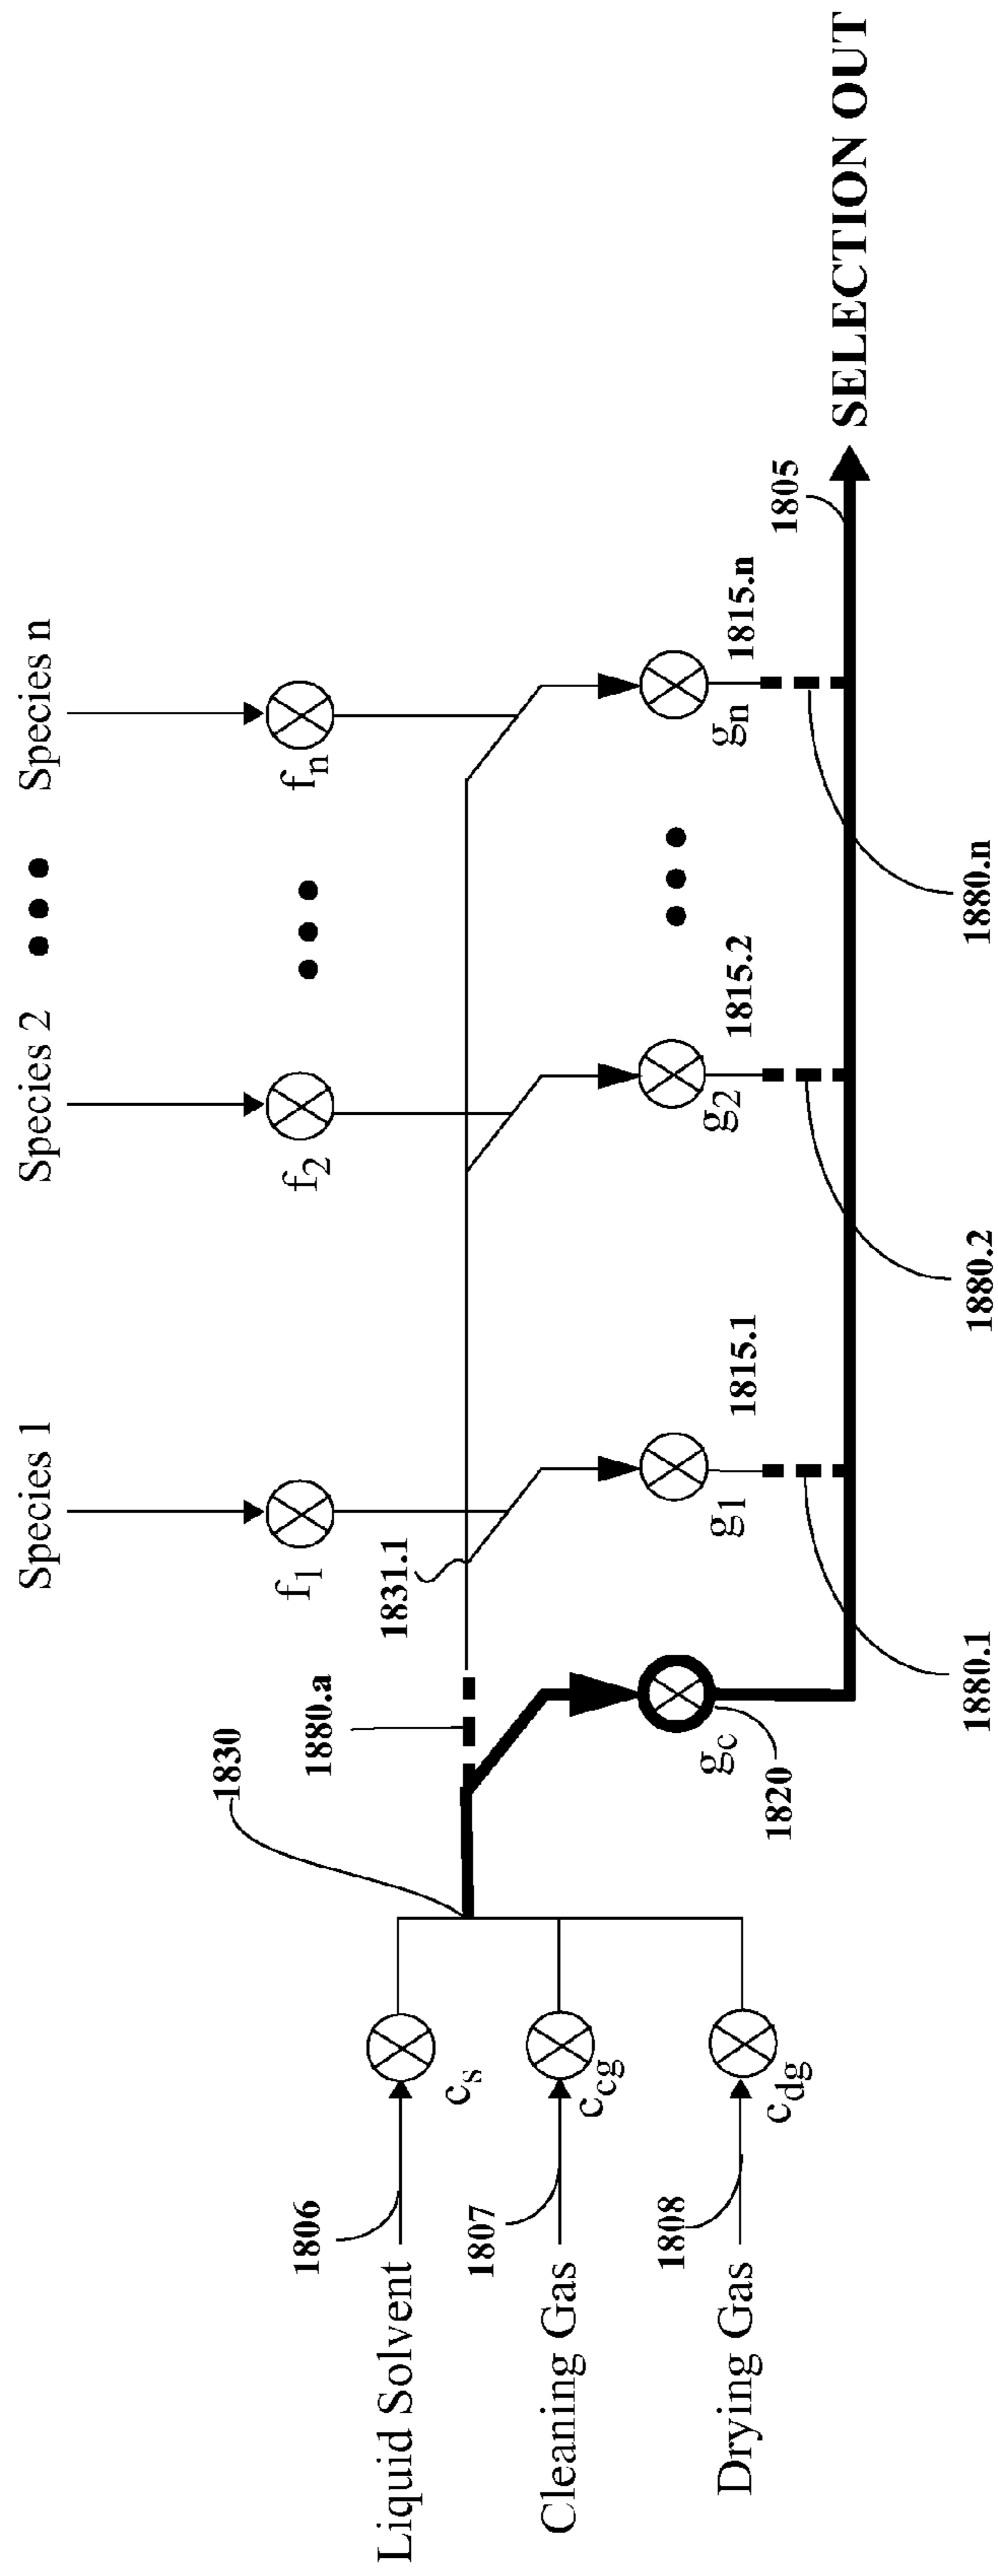 Species 1
Species 2
● ● ●
Species n
f1
f2
● ● ●
fn
1830
1880.a
1831.1
1806
Liquid Solvent
cs
1807
Cleaning Gas
ccg
1808
Drying Gas
cdg
gc
1820
g1
1815.1
g2
1815.2
● ● ●
gn
1815.n
1805
SELECTION OUT
1880.1
1880.2
1880.n